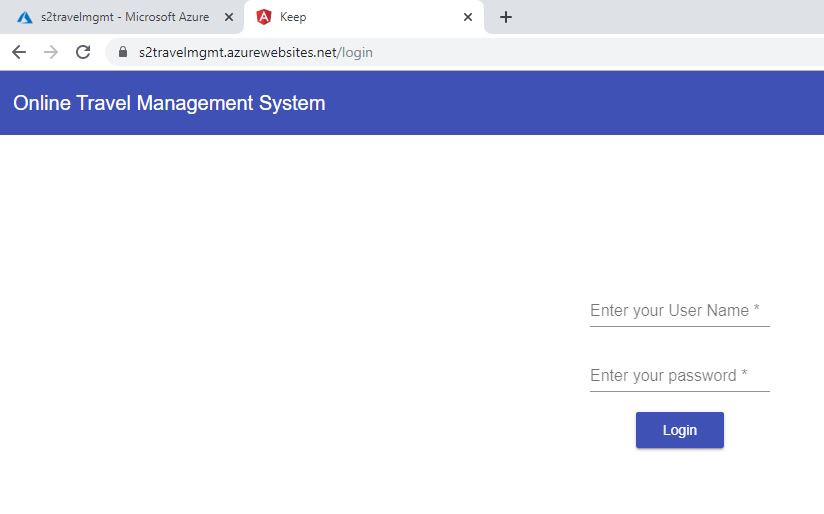 s2travelmgmt - Microsoft Azure
Keep
s2travelmgmt.azurewebsites.net/login
Online Travel Management System
Enter your User Name *
Enter your password *
Login